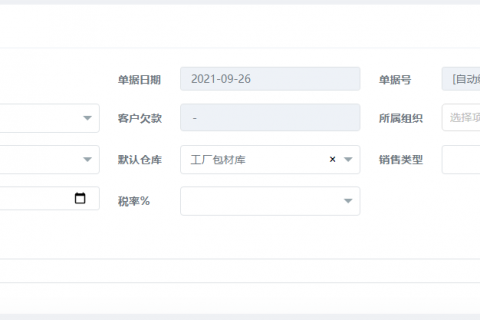 单据日期 2021-09-26 单据号 [自动
客户欠款 - 所属组织 选择
默认仓库 工厂包材库 × 销售类型
税率%